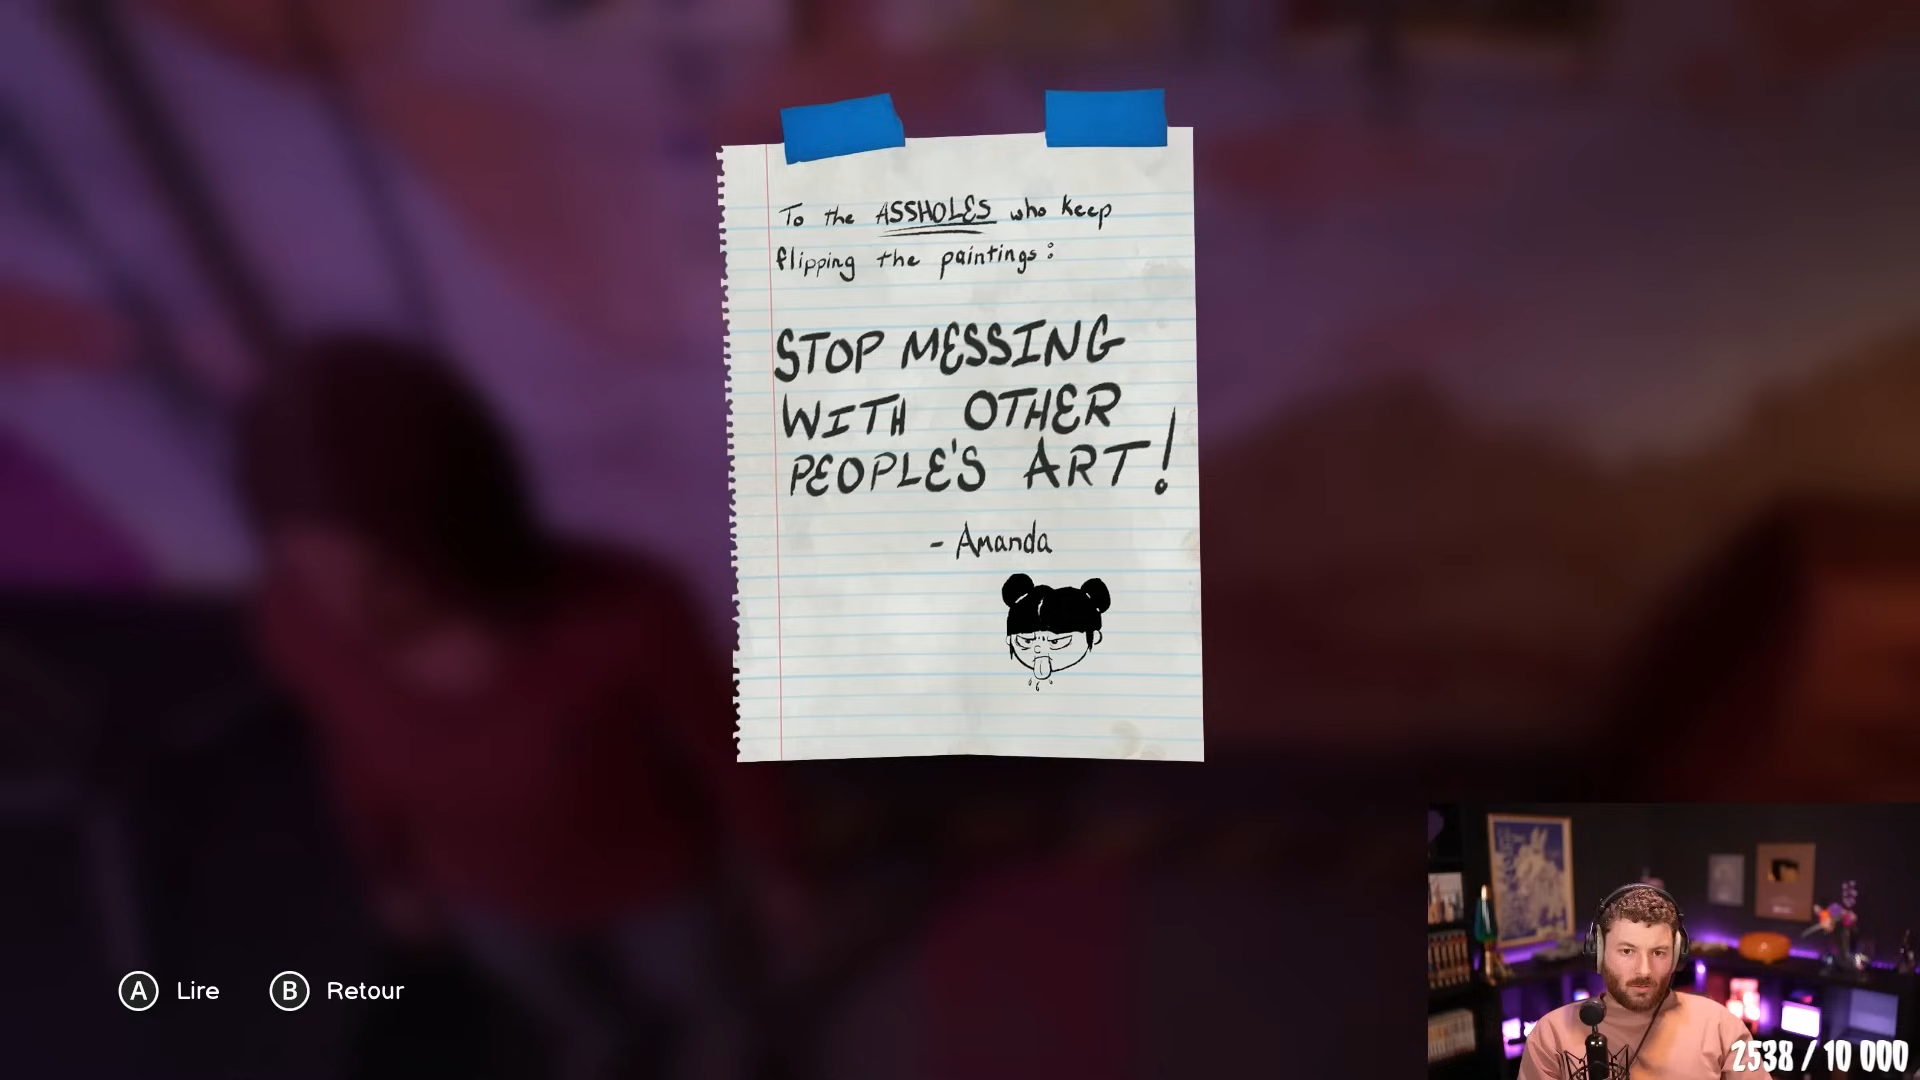 To the ASSHOLES who keep
flipping the paintings:
STOP MESSING
WITH OTHER
PEOPLE'S ART!
- Amanda
A Lire
B Retour
2538 / 10 000